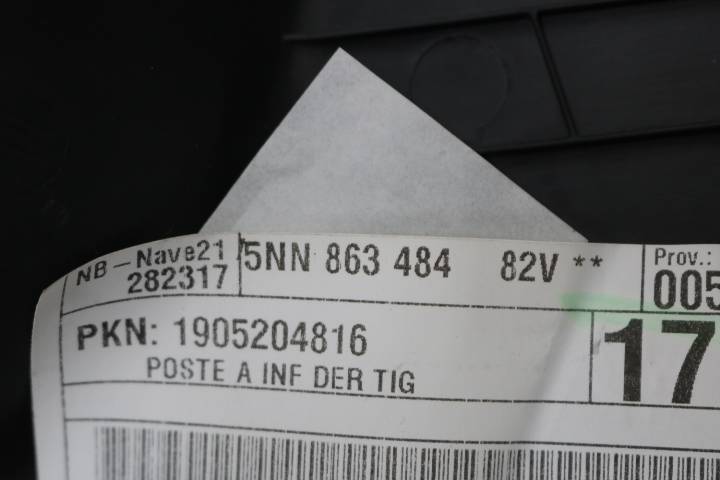 NB-Nave21
282317
5NN 863 484 82V **
Prov.:
005
PKN: 1905204816
17
POSTE A INF DER TIG